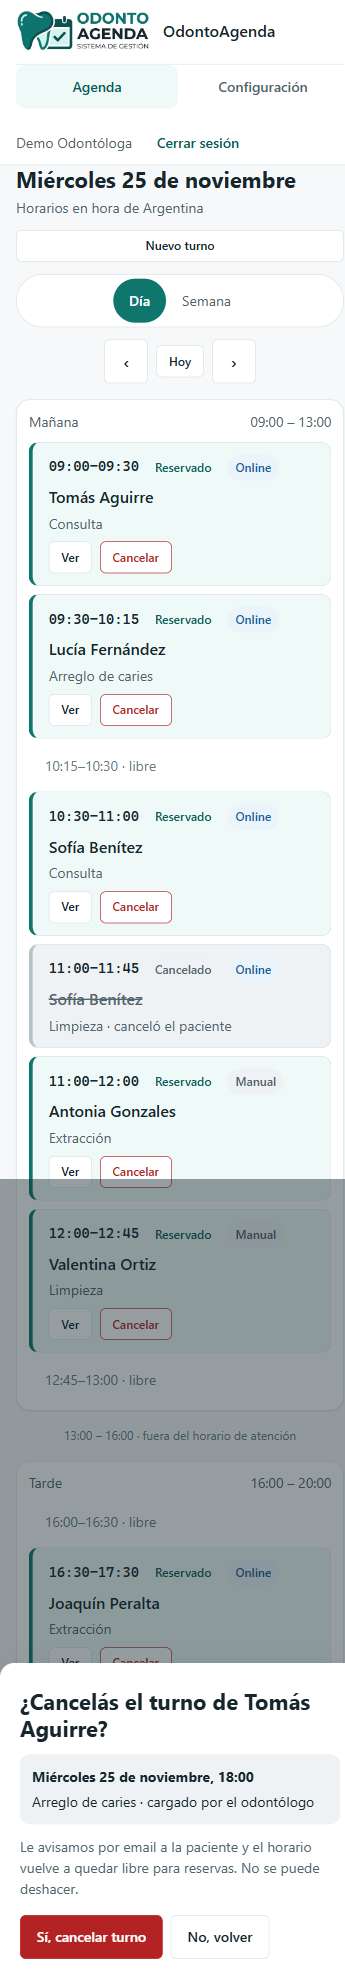 ODONTO
AGENDA
SISTEMA DE GESTIÓN
OdontoAgenda
Agenda Configuración
Demo Odontóloga Cerrar sesión
Miércoles 25 de noviembre
Horarios en hora de Argentina
Nuevo turno
Día Semana
‹ Hoy ›
Mañana 09:00 – 13:00
09:00–09:30 Reservado Online
Tomás Aguirre
Consulta
Ver Cancelar
09:30–10:15 Reservado Online
Lucía Fernández
Arreglo de caries
Ver Cancelar
10:15–10:30 · libre
10:30–11:00 Reservado Online
Sofía Benítez
Consulta
Ver Cancelar
11:00–11:45 Cancelado Online
Sofía Benítez
Limpieza · canceló el paciente
11:00–12:00 Reservado Manual
Antonia Gonzales
Extracción
Ver Cancelar
12:00–12:45 Reservado Manual
Valentina Ortiz
Limpieza
Ver Cancelar
12:45–13:00 · libre
13:00 – 16:00 · fuera del horario de atención
Tarde 16:00 – 20:00
16:00–16:30 · libre
16:30–17:30 Reservado Online
Joaquín Peralta
Extracción
Ver Cancelar
¿Cancelás el turno de Tomás
Aguirre?
Miércoles 25 de noviembre, 18:00
Arreglo de caries · cargado por el odontólogo
Le avisamos por email a la paciente y el horario
vuelve a quedar libre para reservas. No se puede
deshacer.
Sí, cancelar turno No, volver